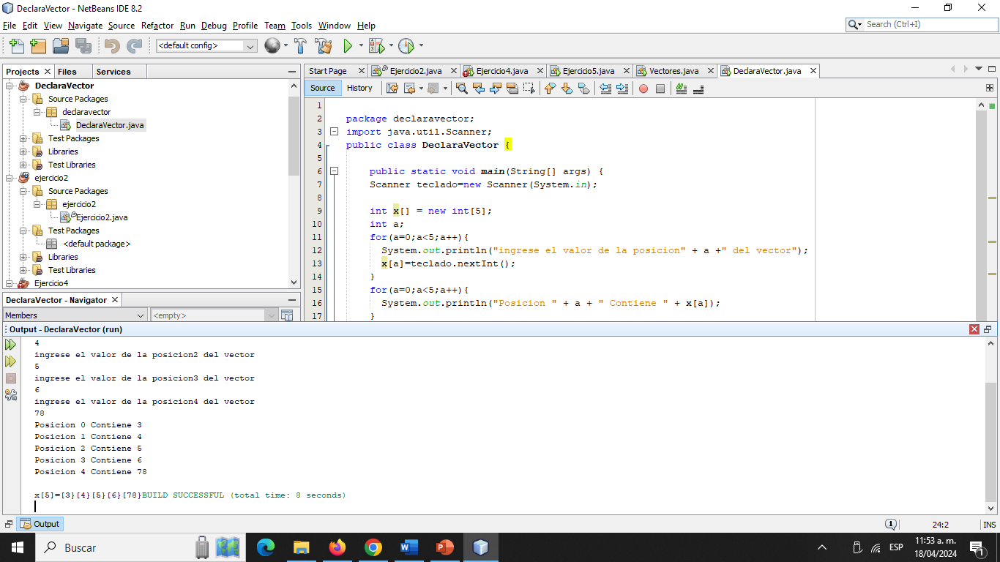 DeclaraVector - NetBeans IDE 8.2
File Edit View Navigate Source Refactor Run Debug Profile Team Tools Window Help
Search (Ctrl+I)
<default config>
Projects Files Services
DeclaraVector
Source Packages
declaravector
DeclaraVector.java
Test Packages
Libraries
Test Libraries
ejercicio2
Source Packages
ejercicio2
Ejercicio2.java
Test Packages
<default package>
Libraries
Test Libraries
Ejercicio4
DeclaraVector - Navigator
Members <empty>
Start Page Ejercicio2.java Ejercicio4.java Ejercicio5.java Vectores.java DeclaraVector.java
Source History
1
2 package declaravector;
3 import java.util.Scanner;
4 public class DeclaraVector {
5
6 public static void main(String[] args) {
7 Scanner teclado=new Scanner(System.in);
8
9 int x[] = new int[5];
10 int a;
11 for(a=0;a<5;a++){
12 System.out.println("ingrese el valor de la posicion" + a +" del vector");
13 x[a]=teclado.nextInt();
14 }
15 for(a=0;a<5;a++){
16 System.out.println("Posicion " + a + " Contiene " + x[a]);
17 }
Output - DeclaraVector (run)
4
ingrese el valor de la posicion2 del vector
5
ingrese el valor de la posicion3 del vector
6
ingrese el valor de la posicion4 del vector
78
Posicion 0 Contiene 3
Posicion 1 Contiene 4
Posicion 2 Contiene 5
Posicion 3 Contiene 6
Posicion 4 Contiene 78
x[5]=[3}[4}[5}[6}[78}BUILD SUCCESSFUL (total time: 8 seconds)
Output
1 24:2 INS
Buscar
ESP
11:53 a. m.
18/04/2024
1